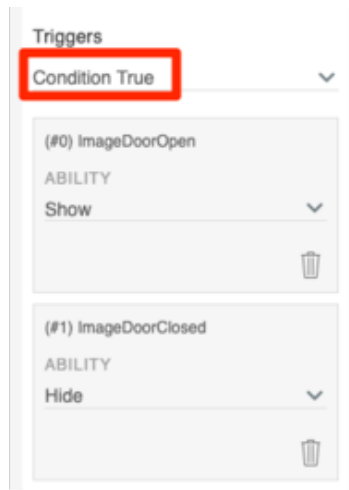 Triggers
Condition True
(#0) ImageDoorOpen
ABILITY
Show
(#1) ImageDoorClosed
ABILITY
Hide